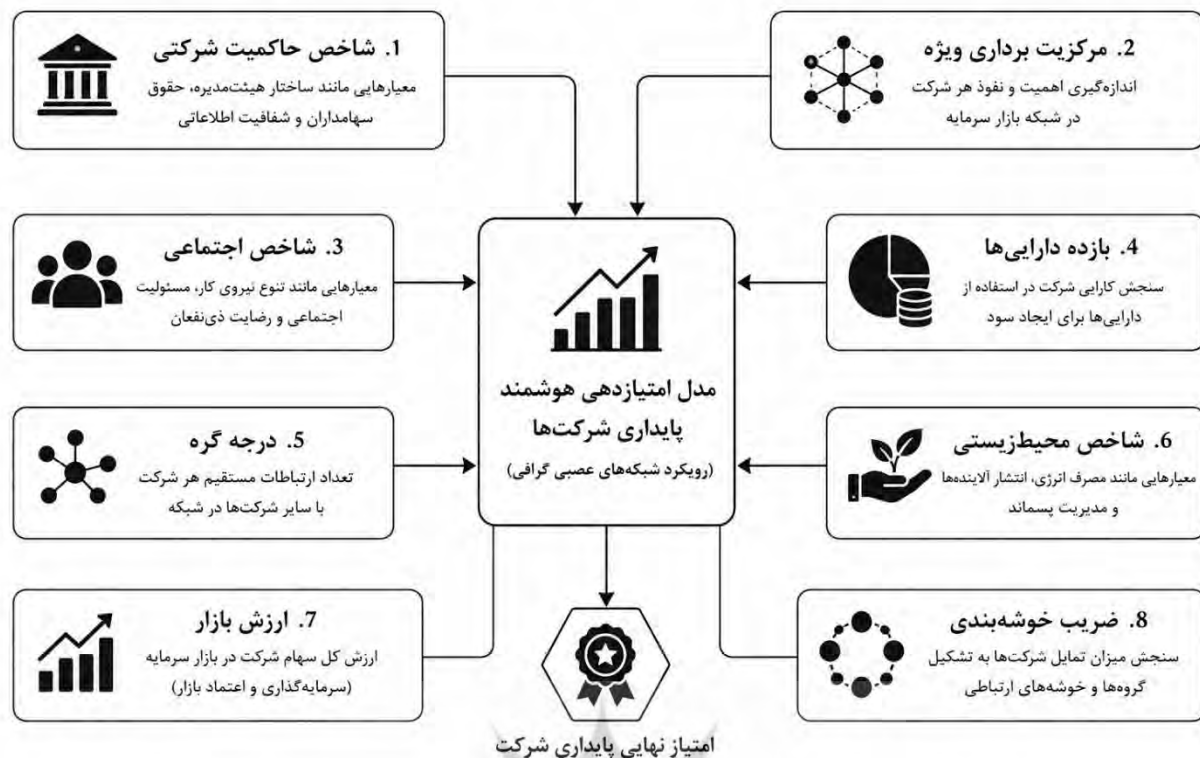 1. شاخص حاکمیت شرکتی
معیارهایی مانند ساختار هیئت‌مدیره، حقوق
سهامداران و شفافیت اطلاعاتی
2. مرکزیت برداری ویژه
اندازه‌گیری اهمیت و نفوذ هر شرکت
در شبکه بازار سرمایه
3. شاخص اجتماعی
معیارهایی مانند تنوع نیروی کار، مسئولیت
اجتماعی و رضایت ذی‌نفعان
4. بازده دارایی‌ها
سنجش کارایی شرکت در استفاده از
دارایی‌ها برای ایجاد سود
مدل امتیازدهی هوشمند
پایداری شرکت‌ها
(رویکرد شبکه‌های عصبی گرافی)
5. درجه گره
تعداد ارتباطات مستقیم هر شرکت
با سایر شرکت‌ها در شبکه
6. شاخص محیط‌زیستی
معیارهایی مانند مصرف انرژی، انتشار آلاینده‌ها
و مدیریت پسماند
7. ارزش بازار
ارزش کل سهام شرکت در بازار سرمایه
(سرمایه‌گذاری و اعتماد بازار)
8. ضریب خوشه‌بندی
سنجش میزان تمایل شرکت‌ها به تشکیل
گروه‌ها و خوشه‌های ارتباطی
امتیاز نهایی پایداری شرکت